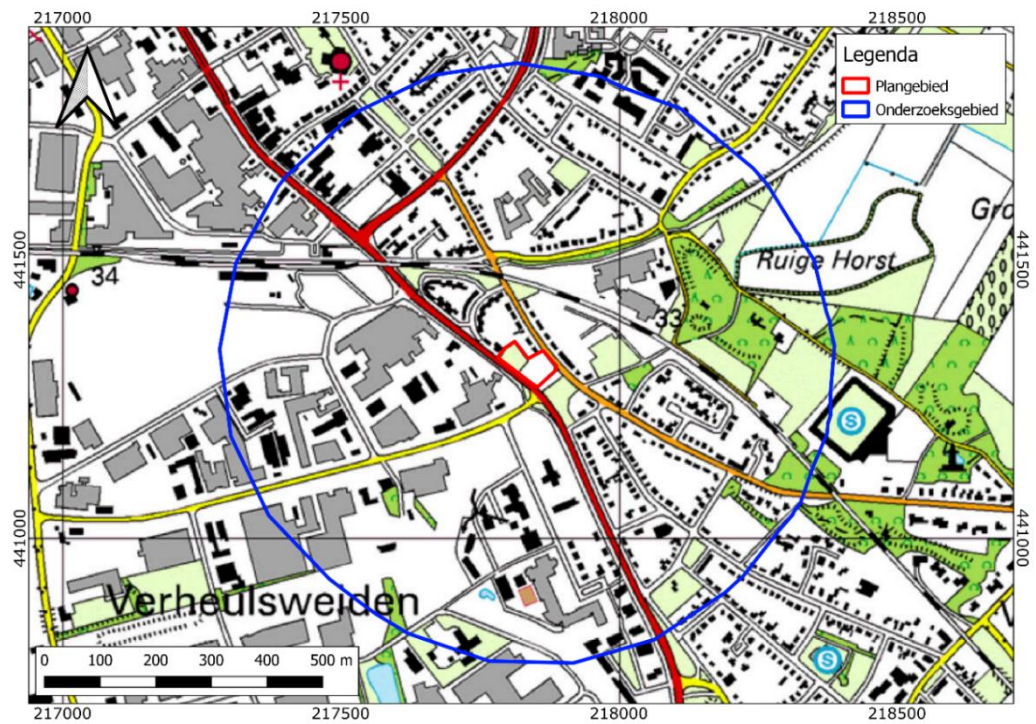 217000 217500 218000 218500
Legenda
Plangebied
Onderzoeksgebied
Gro
441500 441500
Ruige Horst
34
33
S
441000 441000
Verheulsweiden
0 100 200 300 400 500 m
S
217000 217500 218000 218500